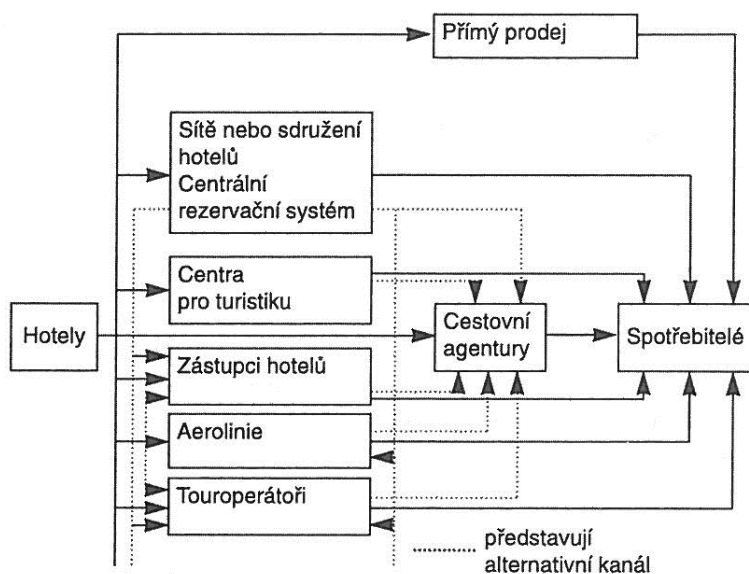 Přímý prodej
Sítě nebo sdružení
hotelů
Centrální
rezervační systém
Centra
pro turistiku
Hotely
Cestovní
agentury
Spotřebitelé
Zástupci hotelů
Aerolinie
Touroperátoři
představují
alternativní kanál